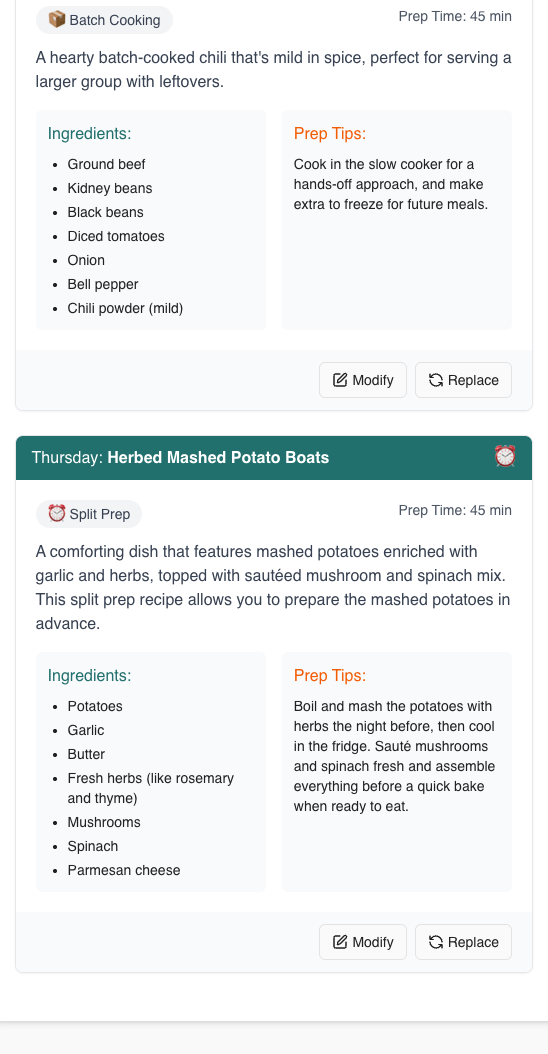 Batch Cooking
Prep Time: 45 min
A hearty batch-cooked chili that's mild in spice, perfect for serving a
larger group with leftovers.
Ingredients:
• Ground beef
• Kidney beans
• Black beans
• Diced tomatoes
• Onion
• Bell pepper
• Chili powder (mild)
Prep Tips:
Cook in the slow cooker for a
hands-off approach, and make
extra to freeze for future meals.
Modify
Replace
Thursday: Herbed Mashed Potato Boats
Split Prep
Prep Time: 45 min
A comforting dish that features mashed potatoes enriched with
garlic and herbs, topped with sautéed mushroom and spinach mix.
This split prep recipe allows you to prepare the mashed potatoes in
advance.
Ingredients:
• Potatoes
• Garlic
• Butter
• Fresh herbs (like rosemary
and thyme)
• Mushrooms
• Spinach
• Parmesan cheese
Prep Tips:
Boil and mash the potatoes with
herbs the night before, then cool
in the fridge. Sauté mushrooms
and spinach fresh and assemble
everything before a quick bake
when ready to eat.
Modify
Replace